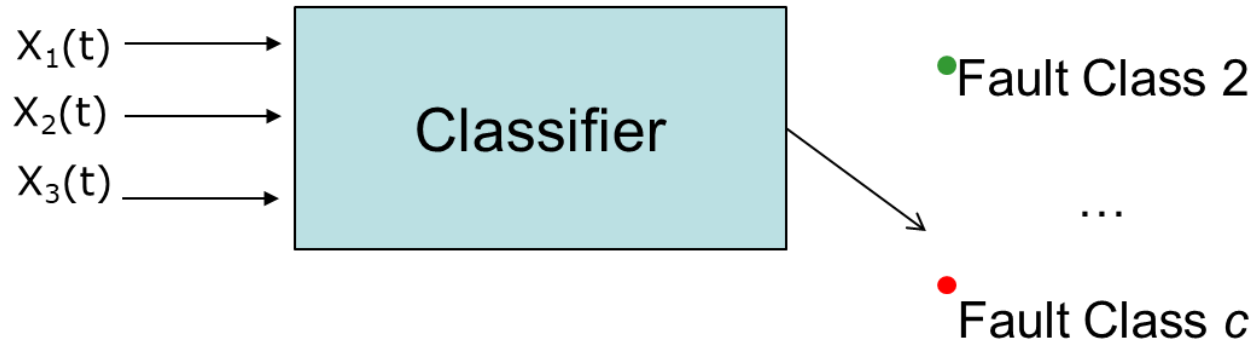 X₁(t)
X₂(t)
X₃(t)
Classifier
Fault Class 2
...
Fault Class c